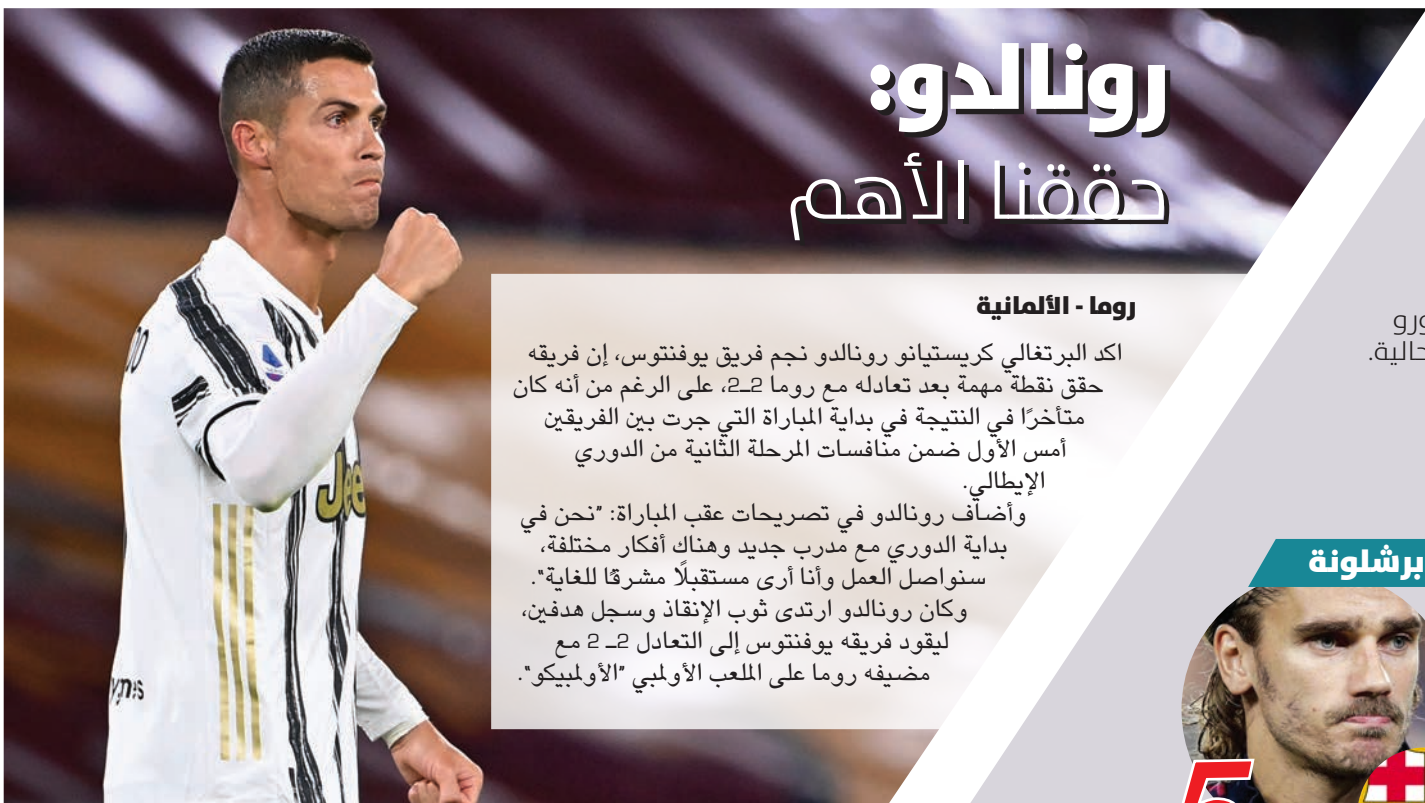 رونالدو:
حققنا الأهم
روما - الألمانية
اكد البرتغالي كريستيانو رونالدو نجم فريق يوفنتوس، إن فريقه
حقق نقطة مهمة بعد تعادله مع روما 2ــ2، على الرغم من أنه كان
متأخرًا في النتيجة في بداية المباراة التي جرت بين الفريقين
أمس الأول ضمن منافسات المرحلة الثانية من الدوري
الإيطالي.
وأضاف رونالدو في تصريحات عقب المباراة: "نحن في
بداية الدوري مع مدرب جديد وهناك أفكار مختلفة،
سنواصل العمل وأنا أرى مستقبلًا مشرقًا للغاية".
وكان رونالدو ارتدى ثوب الإنقاذ وسجل هدفين،
ليقود فريقه يوفنتوس إلى التعادل 2ــ 2 مع
مضيفه روما على الملعب الأولمبي "الأولمبيكو".
برشلونة
5
Jee